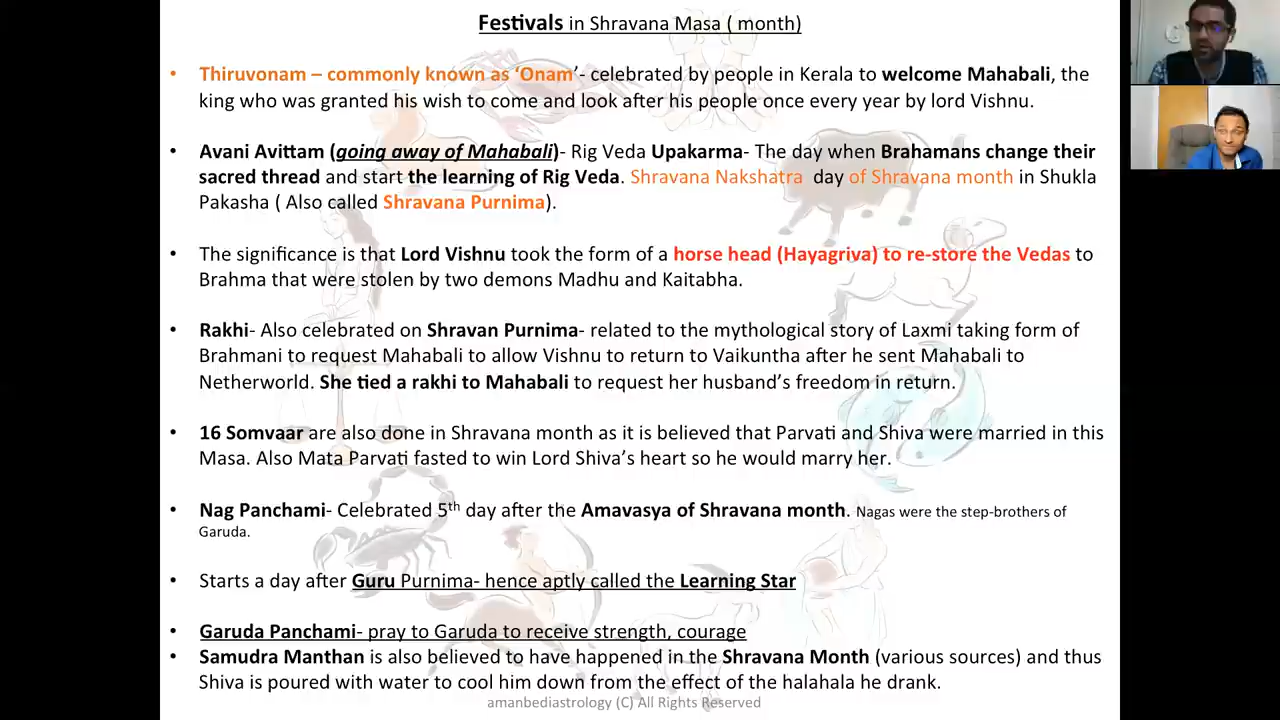 Festivals in Shravana Masa ( month)
• Thiruvonam – commonly known as ‘Onam’- celebrated by people in Kerala to welcome Mahabali, the
king who was granted his wish to come and look after his people once every year by lord Vishnu.
• Avani Avittam (going away of Mahabali)- Rig Veda Upakarma- The day when Brahamans change their
sacred thread and start the learning of Rig Veda. Shravana Nakshatra day of Shravana month in Shukla
Pakasha ( Also called Shravana Purnima).
• The significance is that Lord Vishnu took the form of a horse head (Hayagriva) to re-store the Vedas to
Brahma that were stolen by two demons Madhu and Kaitabha.
• Rakhi- Also celebrated on Shravan Purnima- related to the mythological story of Laxmi taking form of
Brahmani to request Mahabali to allow Vishnu to return to Vaikuntha after he sent Mahabali to
Netherworld. She tied a rakhi to Mahabali to request her husband’s freedom in return.
• 16 Somvaar are also done in Shravana month as it is believed that Parvati and Shiva were married in this
Masa. Also Mata Parvati fasted to win Lord Shiva’s heart so he would marry her.
• Nag Panchami- Celebrated 5th day after the Amavasya of Shravana month. Nagas were the step-brothers of
Garuda.
• Starts a day after Guru Purnima- hence aptly called the Learning Star
• Garuda Panchami- pray to Garuda to receive strength, courage
• Samudra Manthan is also believed to have happened in the Shravana Month (various sources) and thus
Shiva is poured with water to cool him down from the effect of the halahala he drank.
amanbediastrology (C) All Rights Reserved